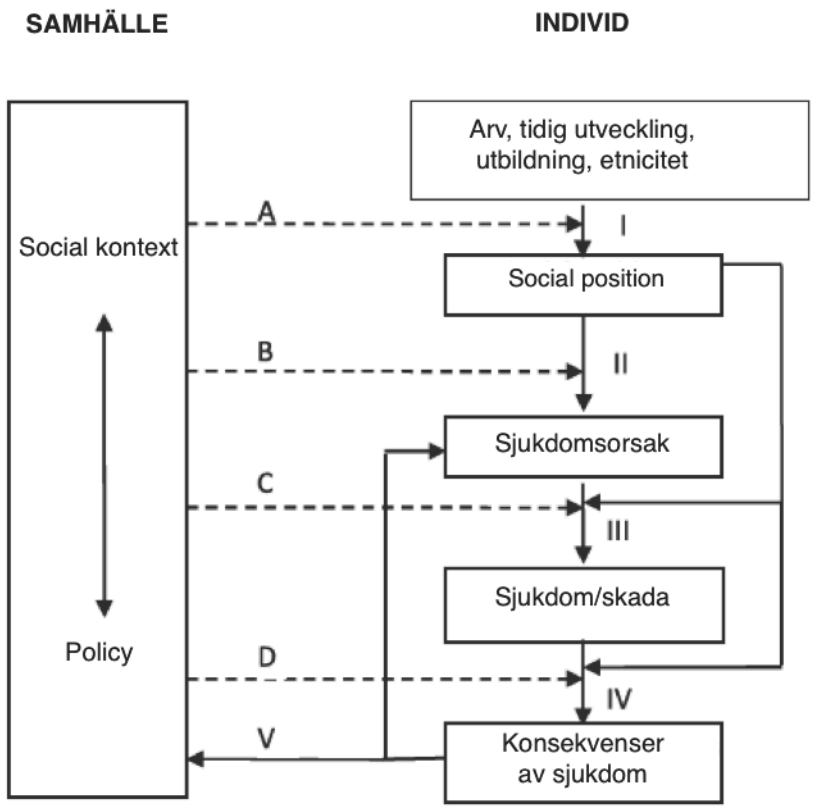 SAMHÄLLE
INDIVID
Arv, tidig utveckling,
utbildning, etnicitet
A
I
Social kontext
Social position
B
II
Sjukdomsorsak
C
III
Sjukdom/skada
Policy
D
IV
V
Konsekvenser
av sjukdom